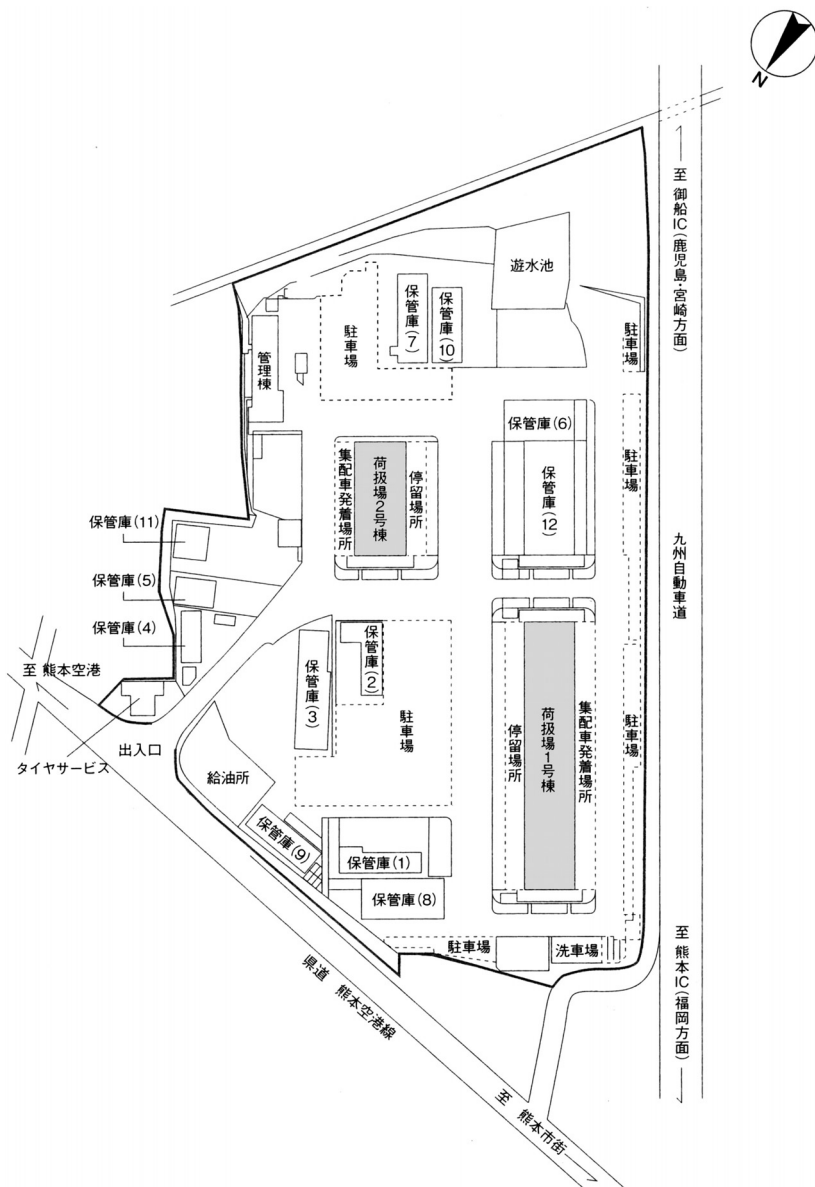 N
至 御船IC(鹿児島・宮崎方面)
遊水池
保管庫(7)
保管庫(10)
駐車場
駐車場
管理棟
保管庫(6)
保管庫(12)
集配車発着場所
荷扱場2号棟
停留場所
駐車場
九州自動車道
保管庫(11)
保管庫(5)
保管庫(4)
至 熊本空港
タイヤサービス
出入口
保管庫(2)
保管庫(3)
駐車場
停留場所
荷扱場1号棟
集配車発着場所
駐車場
給油所
保管庫(9)
保管庫(1)
保管庫(8)
駐車場
洗車場
至 熊本IC(福岡方面)
県道 熊本空港線
至 熊本市街